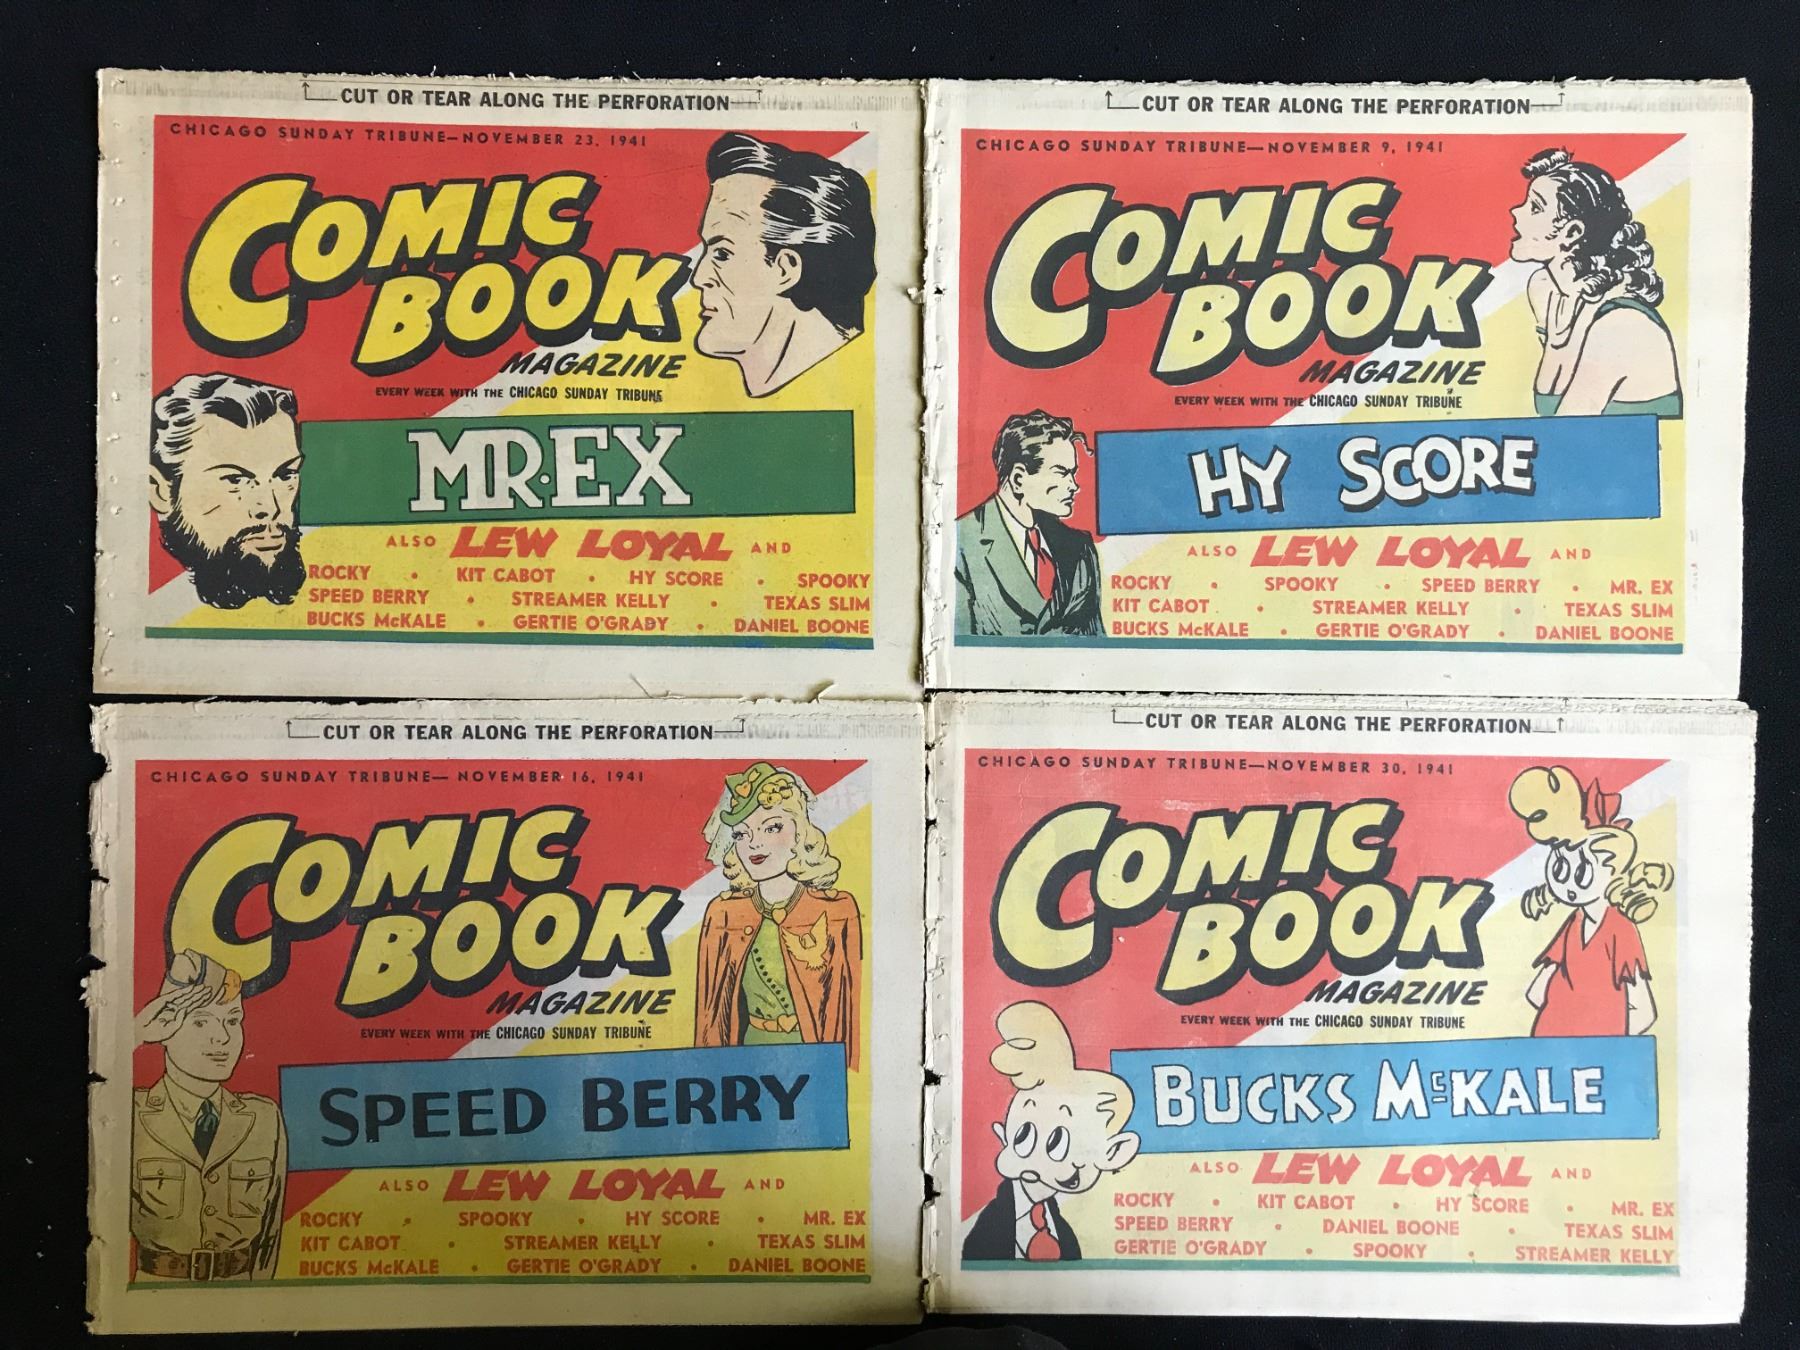 CUT OR TEAR ALONG THE PERFORATION
CHICAGO SUNDAY TRIBUNE—NOVEMBER 23, 1941
COMIC
BOOK
MAGAZINE
EVERY WEEK WITH THE CHICAGO SUNDAY TRIBUNE
MR. EX
ALSO LEW LOYAL AND
ROCKY • KIT CABOT • HY SCORE • SPOOKY
SPEED BERRY • STREAMER KELLY • TEXAS SLIM
BUCKS McKALE • GERTIE O'GRADY • DANIEL BOONE
CUT OR TEAR ALONG THE PERFORATION
CHICAGO SUNDAY TRIBUNE—NOVEMBER 9, 1941
COMIC
BOOK
MAGAZINE
EVERY WEEK WITH THE CHICAGO SUNDAY TRIBUNE
HY SCORE
ALSO LEW LOYAL AND
ROCKY • SPOOKY • SPEED BERRY • MR. EX
KIT CABOT • STREAMER KELLY • TEXAS SLIM
BUCKS McKALE • GERTIE O'GRADY • DANIEL BOONE
CUT OR TEAR ALONG THE PERFORATION
CHICAGO SUNDAY TRIBUNE—NOVEMBER 16, 1941
COMIC
BOOK
MAGAZINE
EVERY WEEK WITH THE CHICAGO SUNDAY TRIBUNE
SPEED BERRY
ALSO LEW LOYAL AND
ROCKY • SPOOKY • HY SCORE • MR. EX
KIT CABOT • STREAMER KELLY • TEXAS SLIM
BUCKS McKALE • GERTIE O'GRADY • DANIEL BOONE
CUT OR TEAR ALONG THE PERFORATION
CHICAGO SUNDAY TRIBUNE—NOVEMBER 30, 1941
COMIC
BOOK
MAGAZINE
EVERY WEEK WITH THE CHICAGO SUNDAY TRIBUNE
BUCKS McKALE
ALSO LEW LOYAL AND
ROCKY • KIT CABOT • HY SCORE • MR. EX
SPEED BERRY • DANIEL BOONE • TEXAS SLIM
GERTIE O'GRADY • SPOOKY • STREAMER KELLY